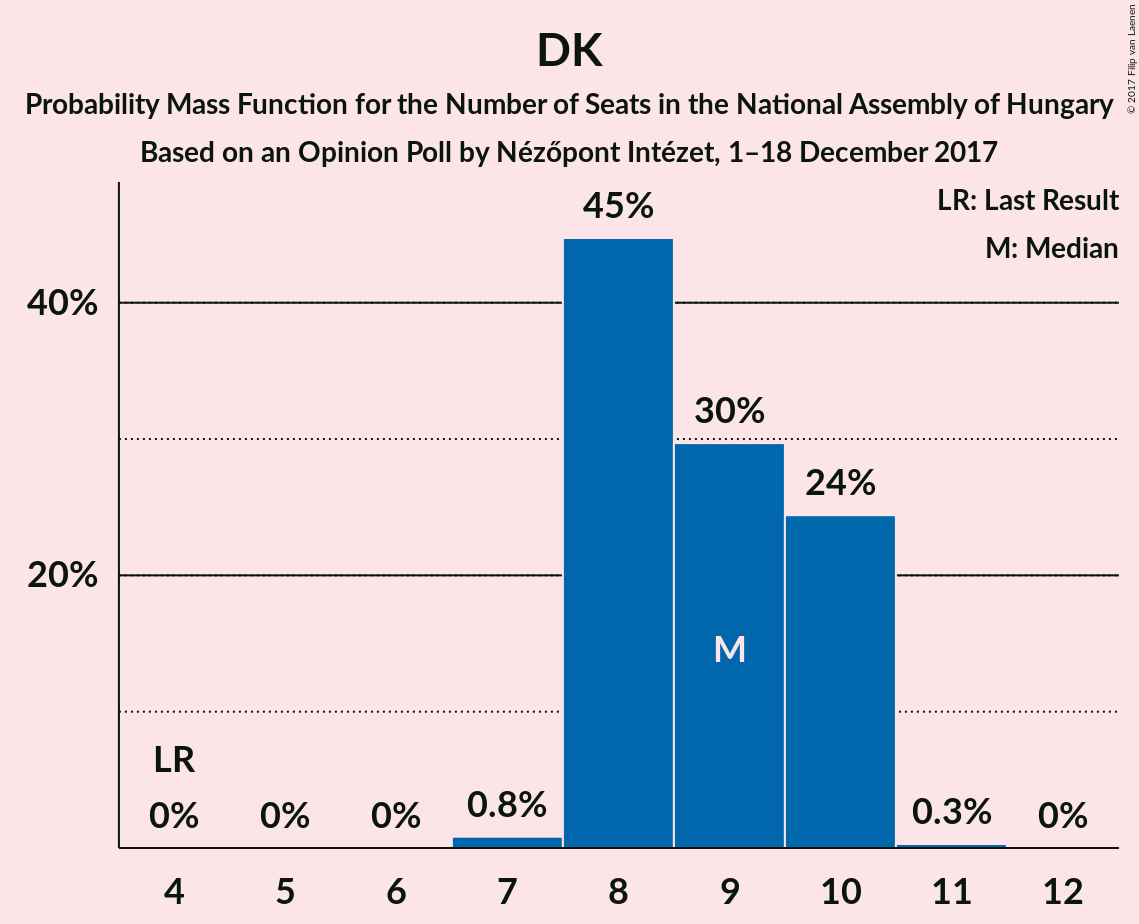 DK
Probability Mass Function for the Number of Seats in the National Assembly of Hungary
Based on an Opinion Poll by Nézőpont Intézet, 1–18 December 2017
© 2017 Filip van Laenen
LR: Last Result
M: Median
45%
40%
30%
24%
20%
M
LR
0% 0% 0% 0.8% 0.3% 0%
4 5 6 7 8 9 10 11 12